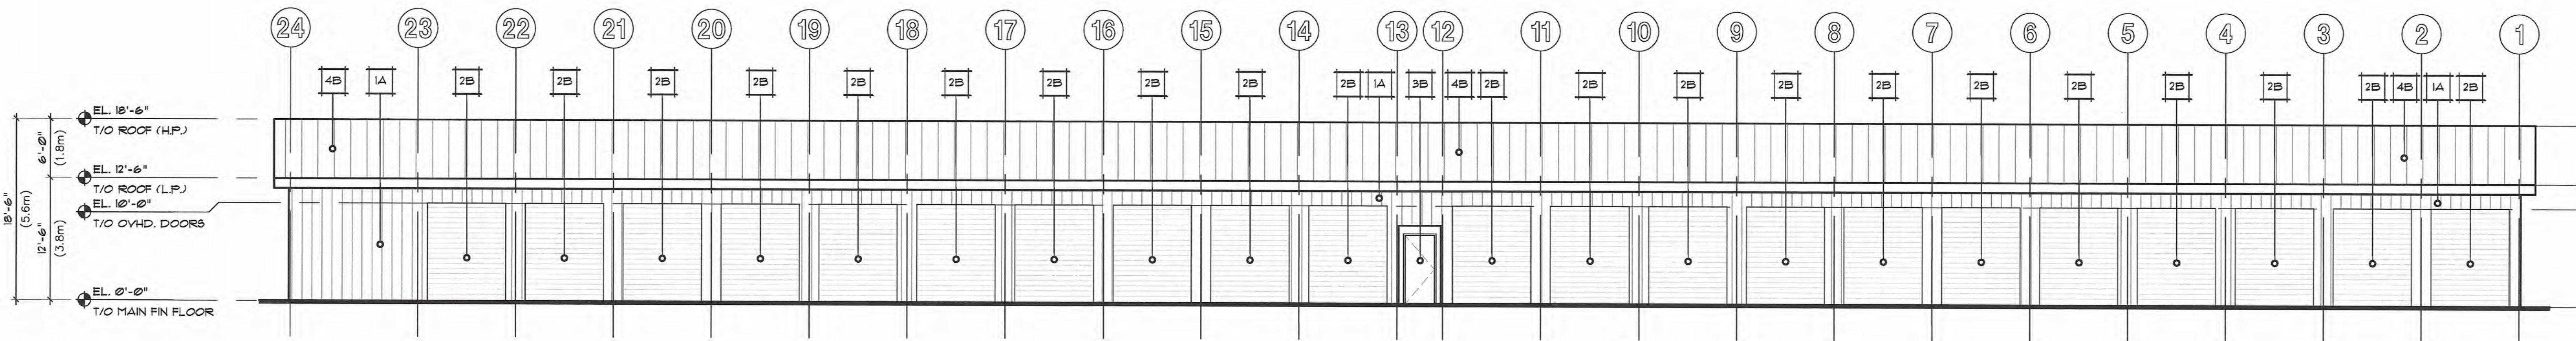 24 23 22 21 20 19 18 17 16 15 14 13 12 11 10 9 8 7 6 5 4 3 2 1
4B 1A 2B 2B 2B 2B 2B 2B 2B 2B 2B 2B 1A 3B 4B 2B 2B 2B 2B 2B 2B 2B 2B 2B 2B 4B 1A 2B
EL. 18'-6"
T/O ROOF (H.P.)
EL. 12'-6"
T/O ROOF (L.P.)
EL. 10'-0"
T/O OVHD. DOORS
EL. 0'-0"
T/O MAIN FIN FLOOR
18'-6"
(5.6m)
6'-0"
(1.8m)
12'-6"
(3.8m)